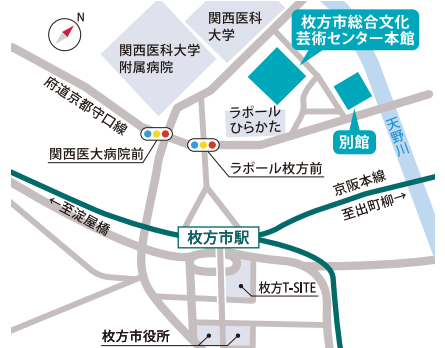 N
関西医科大学
附属病院
関西医科
大学
枚方市総合文化
芸術センター本館
府道京都守口線
ラポール
ひらかた
別館
天野川
関西医大病院前
ラポール枚方前
京阪本線
至出町柳→
←至淀屋橋
枚方市駅
枚方T-SITE
枚方市役所